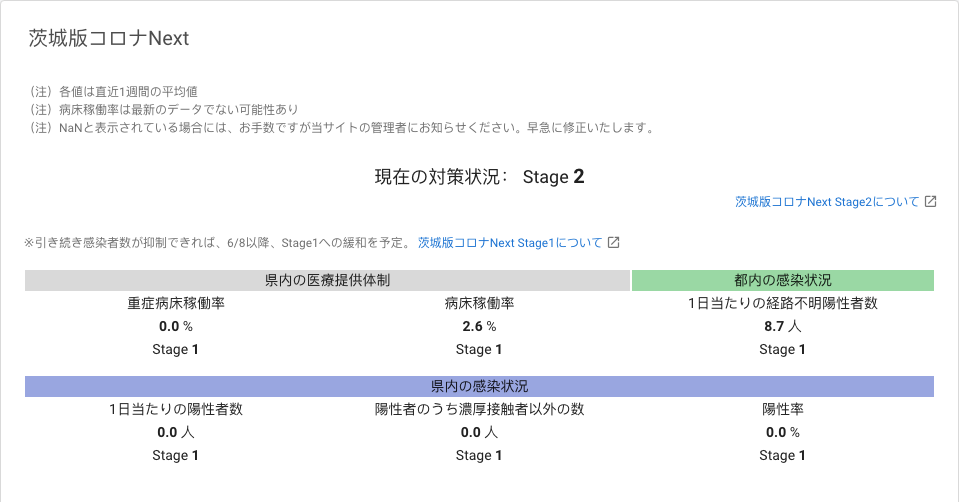 茨城版コロナNext
（注）各値は直近1週間の平均値
（注）病床稼働率は最新のデータでない可能性あり
（注）NaNと表示されている場合には、お手数ですが当サイトの管理者にお知らせください。早急に修正いたします。
現在の対策状況： Stage 2
茨城版コロナNext Stage2について
※引き続き感染者数が抑制できれば、6/8以降、Stage1への緩和を予定。 茨城版コロナNext Stage1について
県内の医療提供体制 都内の感染状況
重症病床稼働率 病床稼働率 1日当たりの経路不明陽性者数
0.0 % 2.6 % 8.7 人
Stage 1 Stage 1 Stage 1
県内の感染状況
1日当たりの陽性者数 陽性者のうち濃厚接触者以外の数 陽性率
0.0 人 0.0 人 0.0 %
Stage 1 Stage 1 Stage 1